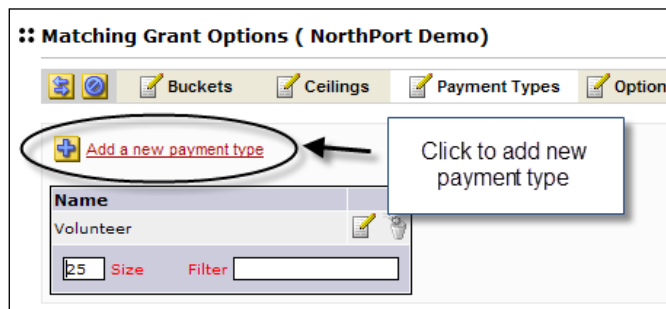 Matching Grant Options ( NorthPort Demo)
Buckets Ceilings Payment Types Option
Add a new payment type
Click to add new
payment type
Name
Volunteer
25 Size Filter